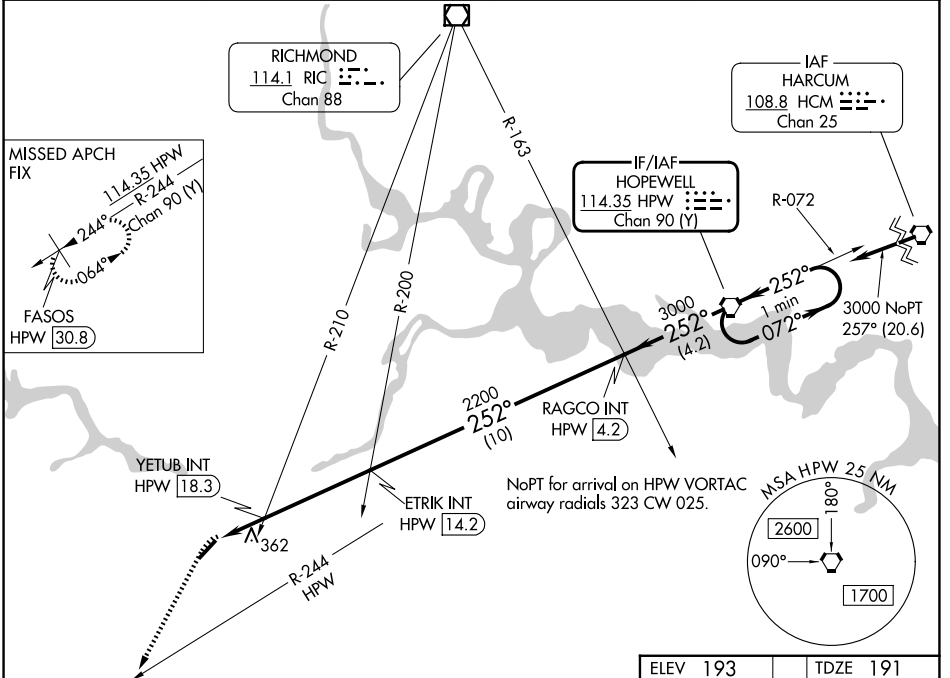 RICHMOND
114.1 RIC
Chan 88
IAF
HARCUM
108.8 HCM
Chan 25
MISSED APCH
FIX
114.35 HPW
R-244
Chan 90 (Y)
244°
064°
FASOS
HPW 30.8
R-163
IF/IAF
HOPEWELL
114.35 HPW
Chan 90 (Y)
R-072
R-210
R-200
252°
1 min
072°
3000 NoPT
257° (20.6)
3000
252°
(4.2)
2200
252°
(10)
RAGCO INT
HPW 4.2
YETUB INT
HPW 18.3
ETRIK INT
HPW 14.2
NoPT for arrival on HPW VORTAC
airway radials 323 CW 025.
362
R-244
HPW
MSA HPW 25 NM
180°
2600
090°
1700
ELEV 193
TDZE 191